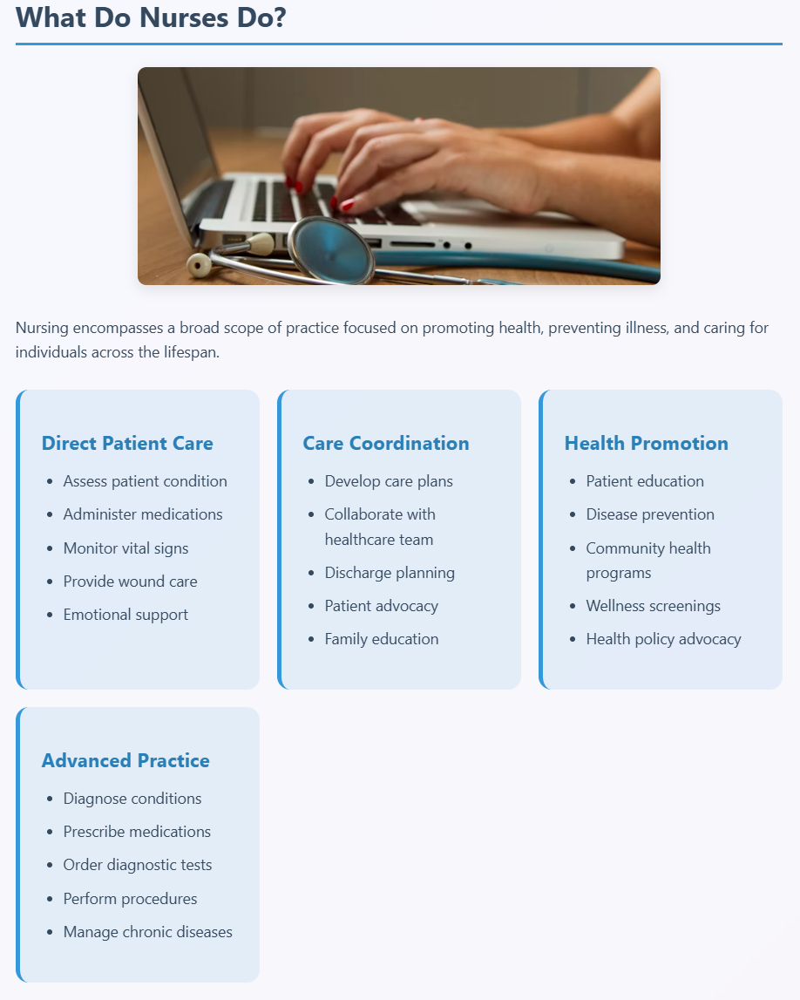 What Do Nurses Do?
Nursing encompasses a broad scope of practice focused on promoting health, preventing illness, and caring for
individuals across the lifespan.
Direct Patient Care
Assess patient condition
Administer medications
Monitor vital signs
Provide wound care
Emotional support
Care Coordination
Develop care plans
Collaborate with
healthcare team
Discharge planning
Patient advocacy
Family education
Health Promotion
Patient education
Disease prevention
Community health
programs
Wellness screenings
Health policy advocacy
Advanced Practice
Diagnose conditions
Prescribe medications
Order diagnostic tests
Perform procedures
Manage chronic diseases